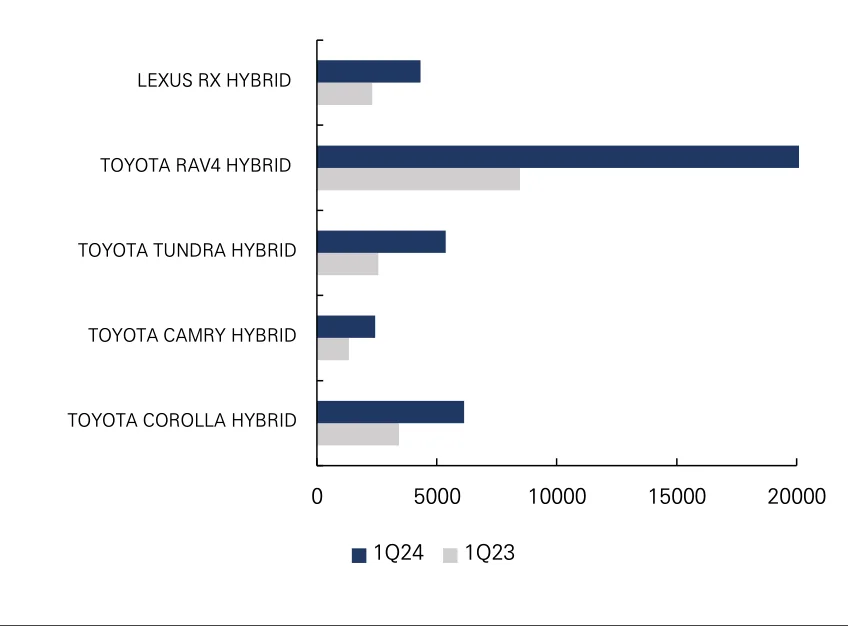 LEXUS RX HYBRID
TOYOTA RAV4 HYBRID
TOYOTA TUNDRA HYBRID
TOYOTA CAMRY HYBRID
TOYOTA COROLLA HYBRID
0 5000 10000 15000 20000
1Q24 1Q23